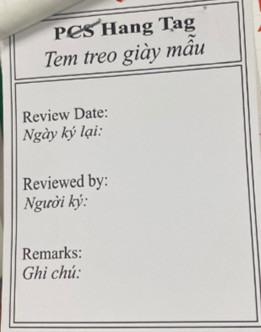 PCS Hang Tag
Tem treo giày mẫu
Review Date:
Ngày ký lại:
Reviewed by:
Người ký:
Remarks:
Ghi chú: